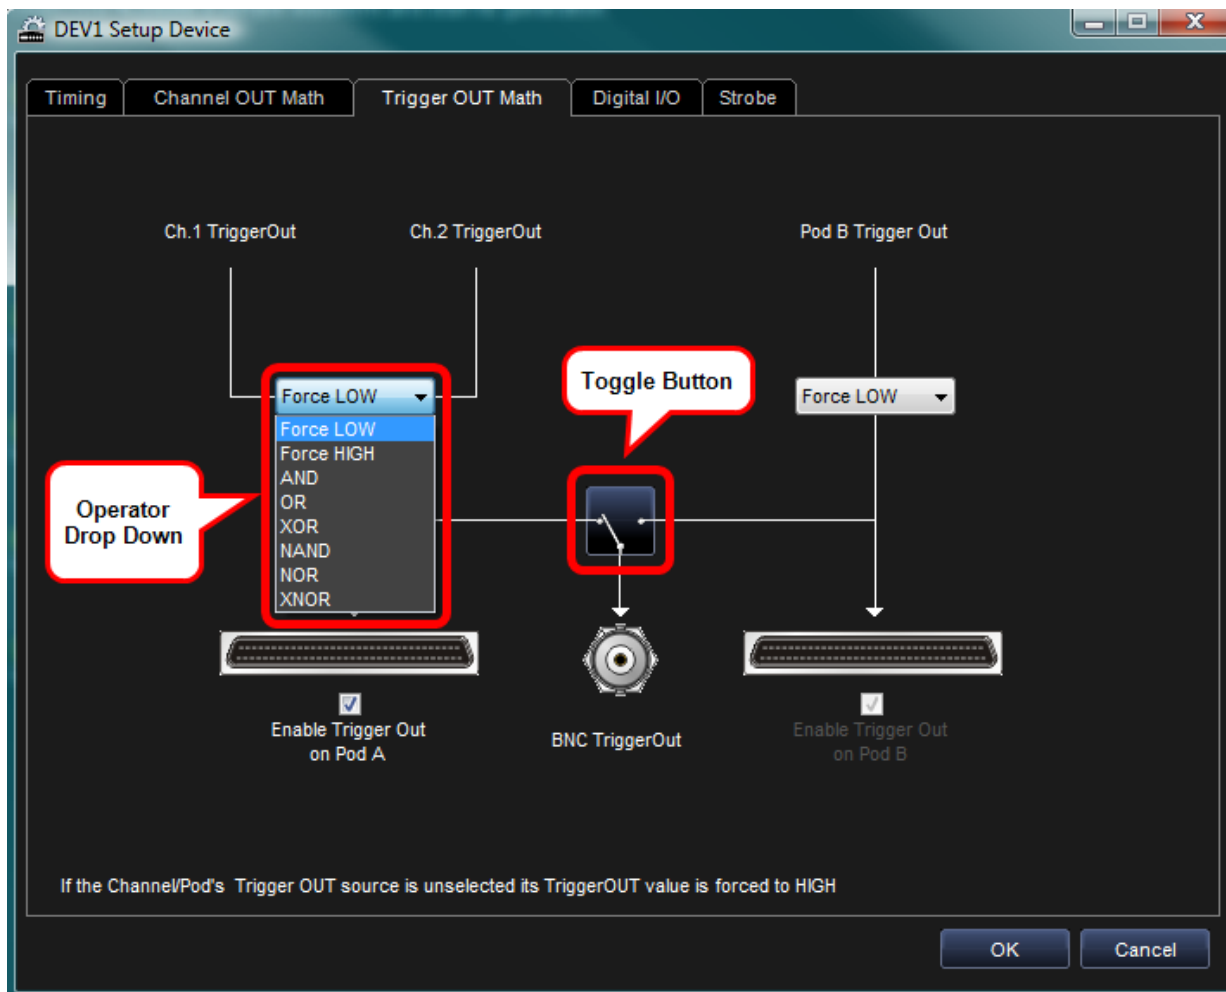 DEV1 Setup Device
Timing
Channel OUT Math
Trigger OUT Math
Digital I/O
Strobe
Ch.1 TriggerOut
Ch.2 TriggerOut
Pod B Trigger Out
Toggle Button
Force LOW
Force LOW
Force LOW
Force HIGH
AND
OR
XOR
NAND
NOR
XNOR
Operator
Drop Down
Enable Trigger Out
on Pod A
BNC TriggerOut
Enable Trigger Out
on Pod B
If the Channel/Pod's Trigger OUT source is unselected its TriggerOUT value is forced to HIGH
OK
Cancel